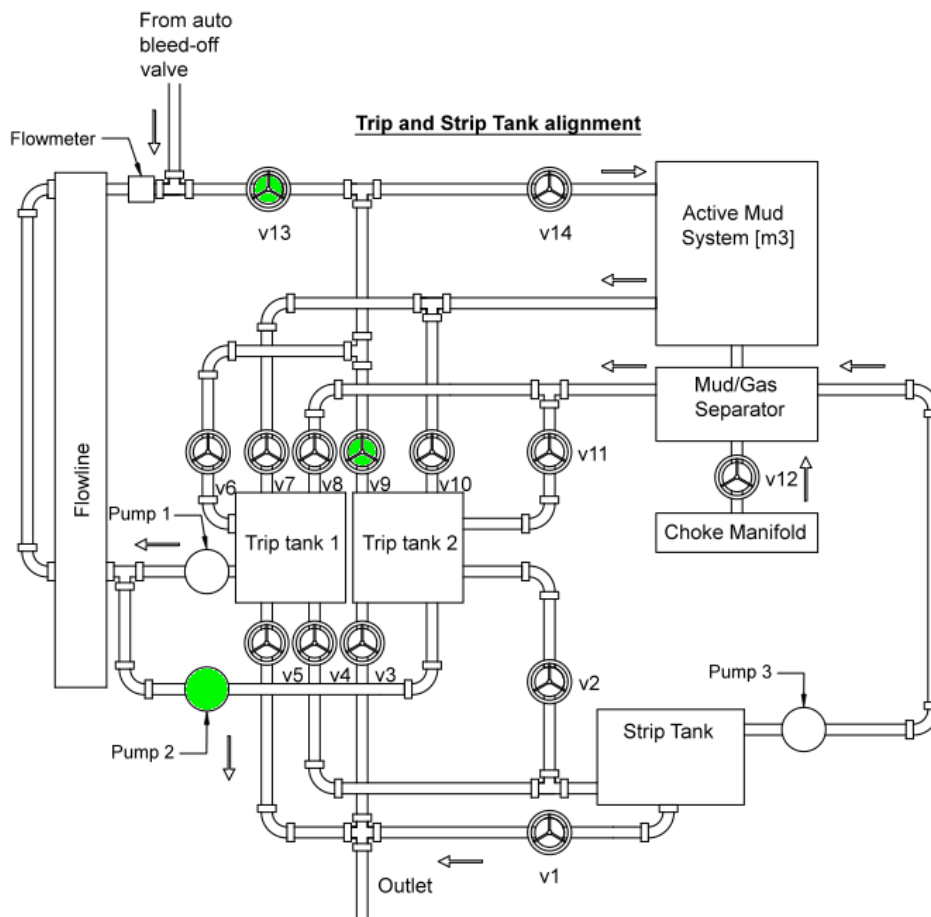 From auto
bleed-off
valve
Trip and Strip Tank alignment
Flowmeter
v13
v14
Active Mud
System [m3]
Mud/Gas
Separator
v6
v7
v8
v9
v10
v11
v12
Flowline
Pump 1
Trip tank 1
Trip tank 2
Choke Manifold
v5
v4
v3
v2
Pump 3
Pump 2
Strip Tank
v1
Outlet